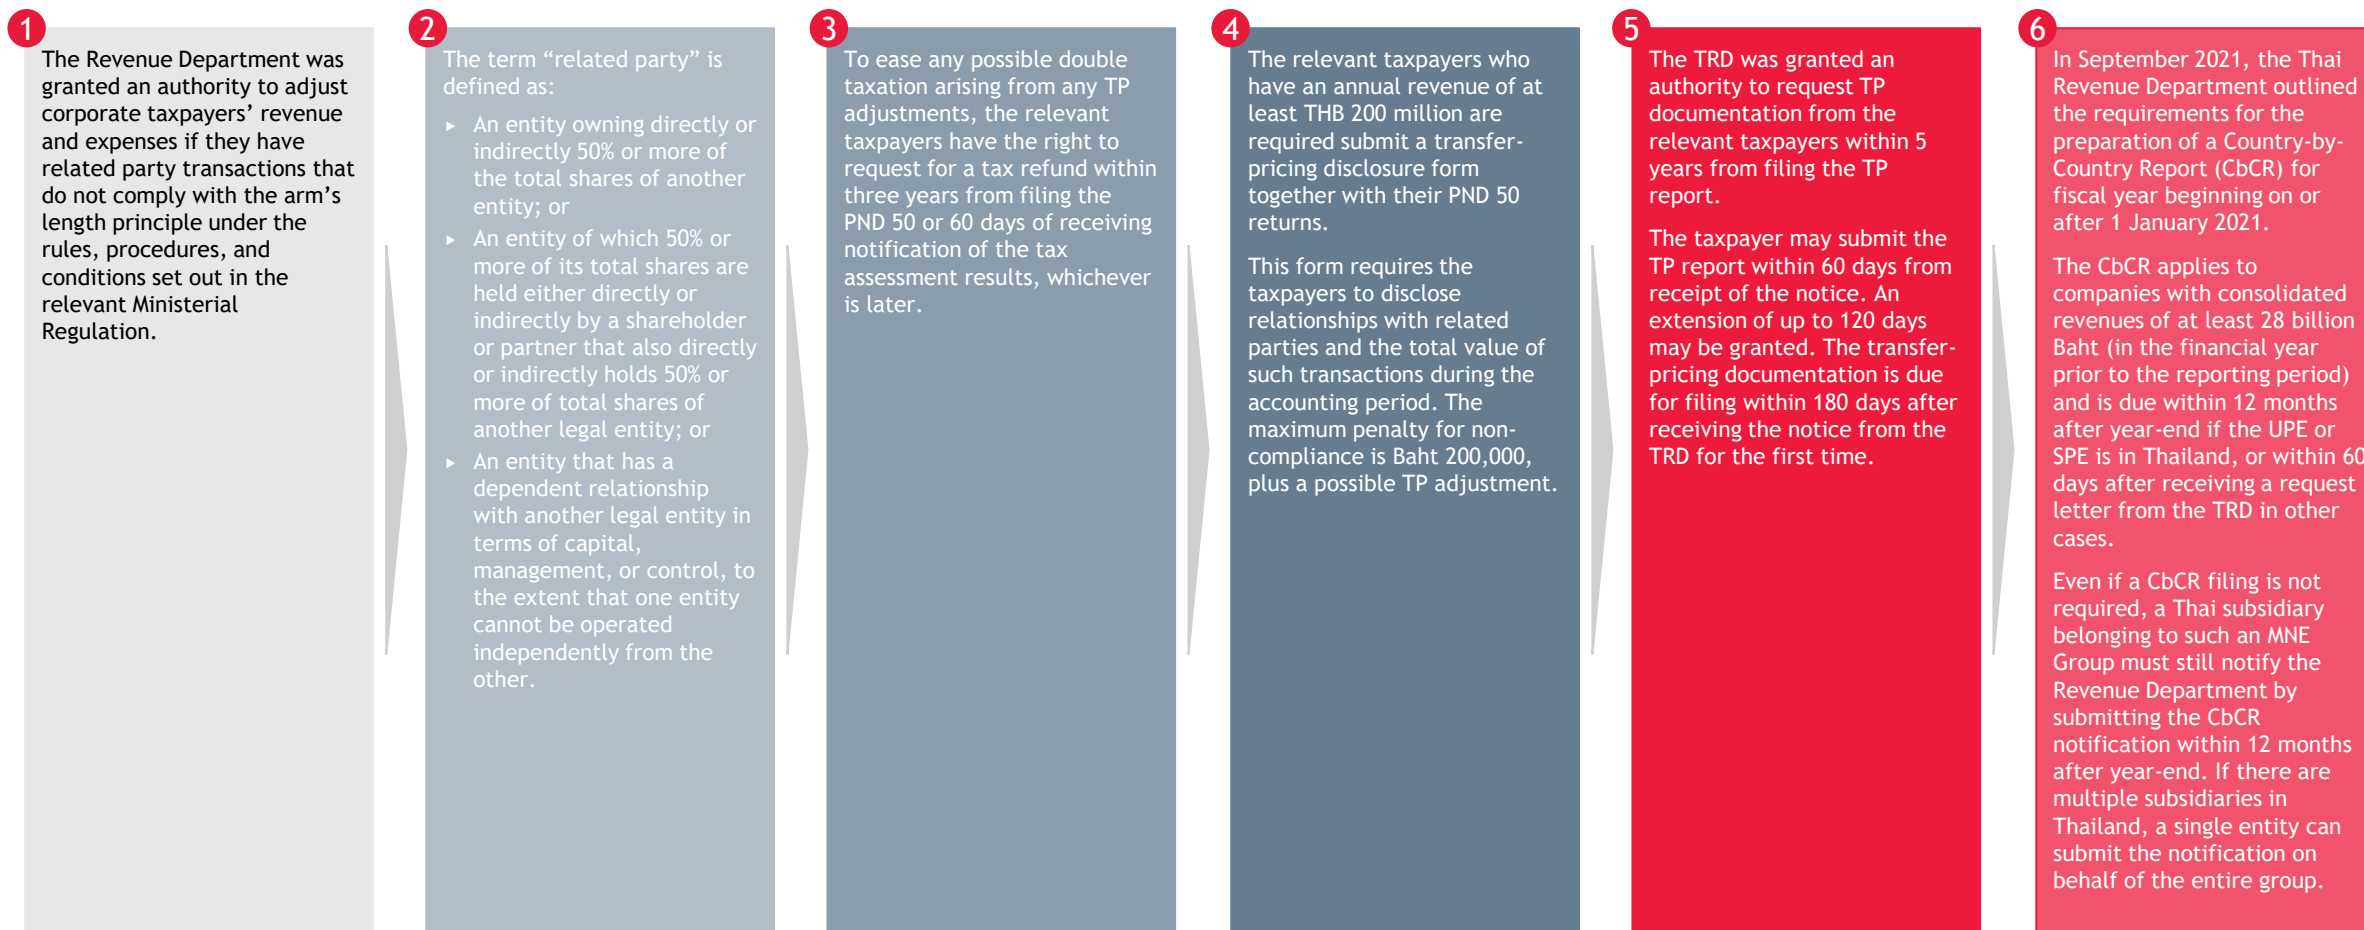 1
The Revenue Department was
granted an authority to adjust
corporate taxpayers’ revenue
and expenses if they have
related party transactions that
do not comply with the arm’s
length principle under the
rules, procedures, and
conditions set out in the
relevant Ministerial
Regulation.
2
The term “related party” is
defined as:
▸ An entity owning directly or
indirectly 50% or more of
the total shares of another
entity; or
▸ An entity of which 50% or
more of its total shares are
held either directly or
indirectly by a shareholder
or partner that also directly
or indirectly holds 50% or
more of total shares of
another legal entity; or
▸ An entity that has a
dependent relationship
with another legal entity in
terms of capital,
management, or control, to
the extent that one entity
cannot be operated
independently from the
other.
3
To ease any possible double
taxation arising from any TP
adjustments, the relevant
taxpayers have the right to
request for a tax refund within
three years from filing the
PND 50 or 60 days of receiving
notification of the tax
assessment results, whichever
is later.
4
The relevant taxpayers who
have an annual revenue of at
least THB 200 million are
required submit a transfer-
pricing disclosure form
together with their PND 50
returns.
This form requires the
taxpayers to disclose
relationships with related
parties and the total value of
such transactions during the
accounting period. The
maximum penalty for non-
compliance is Baht 200,000,
plus a possible TP adjustment.
5
The TRD was granted an
authority to request TP
documentation from the
relevant taxpayers within 5
years from filing the TP
report.
The taxpayer may submit the
TP report within 60 days from
receipt of the notice. An
extension of up to 120 days
may be granted. The transfer-
pricing documentation is due
for filing within 180 days after
receiving the notice from the
TRD for the first time.
6
In September 2021, the Thai
Revenue Department outlined
the requirements for the
preparation of a Country-by-
Country Report (CbCR) for
fiscal year beginning on or
after 1 January 2021.
The CbCR applies to
companies with consolidated
revenues of at least 28 billion
Baht (in the financial year
prior to the reporting period)
and is due within 12 months
after year-end if the UPE or
SPE is in Thailand, or within 60
days after receiving a request
letter from the TRD in other
cases.
Even if a CbCR filing is not
required, a Thai subsidiary
belonging to such an MNE
Group must still notify the
Revenue Department by
submitting the CbCR
notification within 12 months
after year-end. If there are
multiple subsidiaries in
Thailand, a single entity can
submit the notification on
behalf of the entire group.